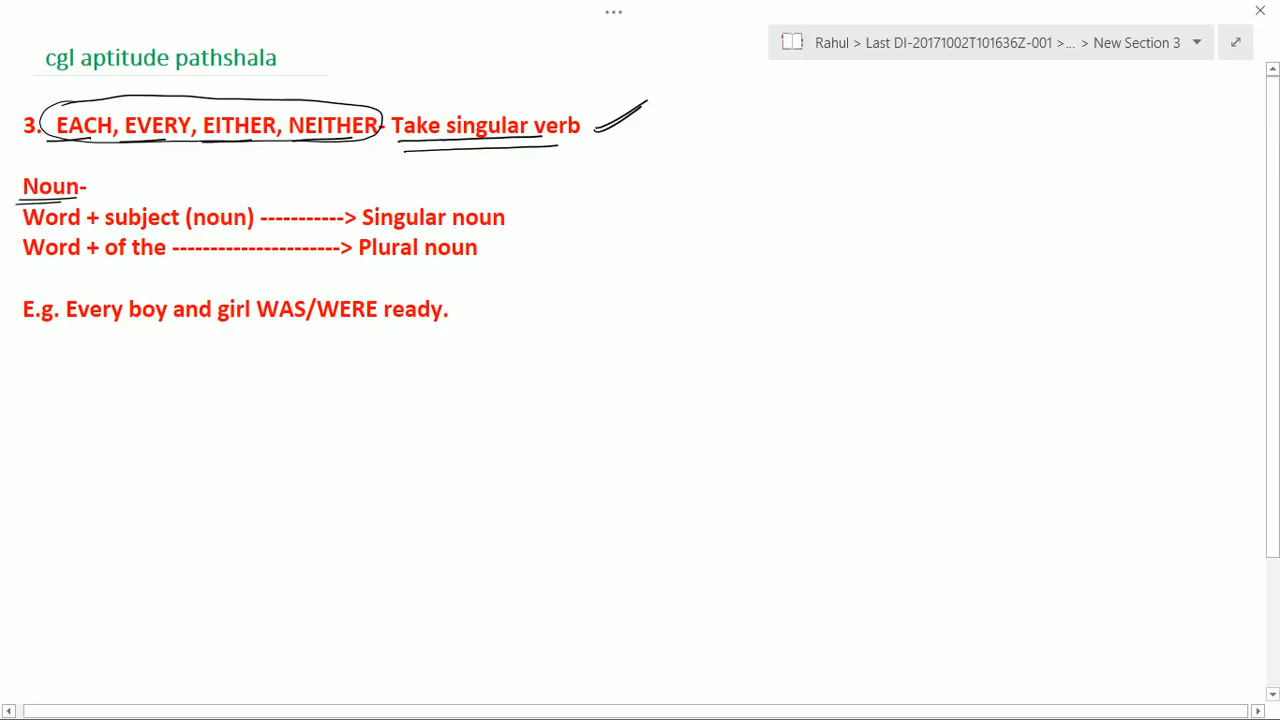 •••
Rahul > Last DI-20171002T101636Z-001 >... > New Section 3
cgl aptitude pathshala
3. EACH, EVERY, EITHER, NEITHER- Take singular verb
Noun-
Word + subject (noun) -----------> Singular noun
Word + of the ----------------------> Plural noun
E.g. Every boy and girl WAS/WERE ready.